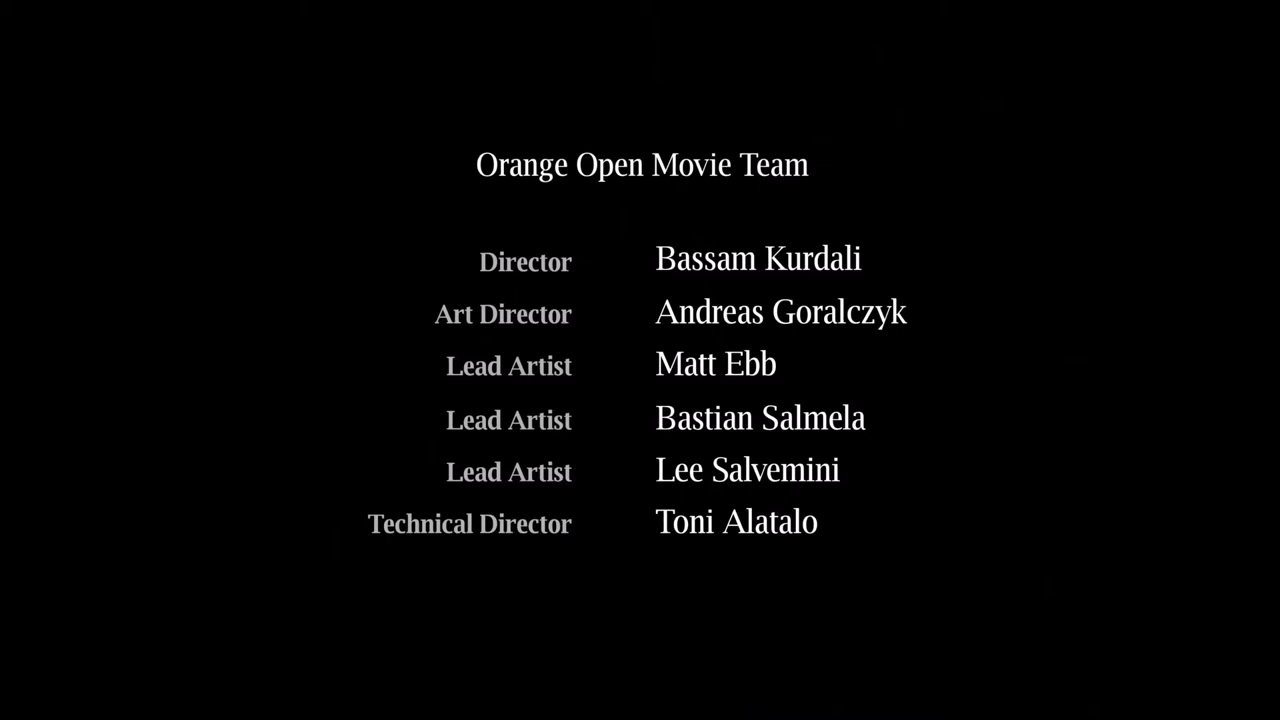 Orange Open Movie Team
Director Bassam Kurdali
Art Director Andreas Goralczyk
Lead Artist Matt Ebb
Lead Artist Bastian Salmela
Lead Artist Lee Salvemini
Technical Director Toni Alatalo